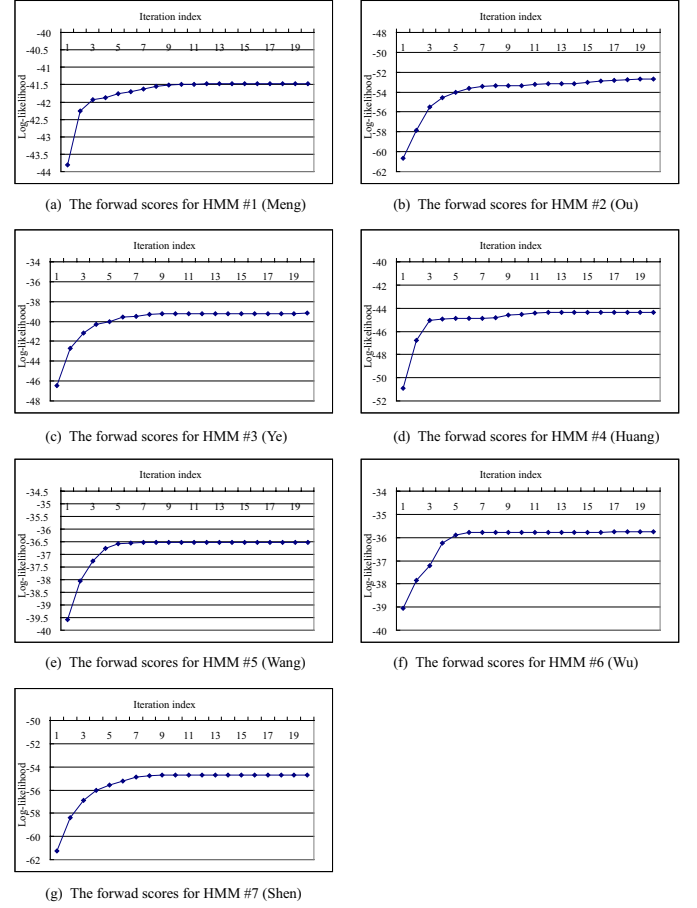 Iteration index
-40
-40.5
-41
-41.5
-42
-42.5
-43
-43.5
-44
1 3 5 7 9 11 13 15 17 19
Log-likelihood
(a) The forwad scores for HMM #1 (Meng)
Iteration index
-48
-50
-52
-54
-56
-58
-60
-62
1 3 5 7 9 11 13 15 17 19
Log-likelihood
(b) The forwad scores for HMM #2 (Ou)
Iteration index
-34
-36
-38
-40
-42
-44
-46
-48
1 3 5 7 9 11 13 15 17 19
Log-likelihood
(c) The forwad scores for HMM #3 (Ye)
Iteration index
-40
-42
-44
-46
-48
-50
-52
1 3 5 7 9 11 13 15 17 19
Log-likelihood
(d) The forwad scores for HMM #4 (Huang)
Iteration index
-34.5
-35
-35.5
-36
-36.5
-37
-37.5
-38
-38.5
-39
-39.5
-40
1 3 5 7 9 11 13 15 17 19
Log-likelihood
(e) The forwad scores for HMM #5 (Wang)
Iteration index
-34
-35
-36
-37
-38
-39
-40
1 3 5 7 9 11 13 15 17 19
Log-likelihood
(f) The forwad scores for HMM #6 (Wu)
Iteration index
-50
-52
-54
-56
-58
-60
-62
1 3 5 7 9 11 13 15 17 19
Log-likelihood
(g) The forwad scores for HMM #7 (Shen)